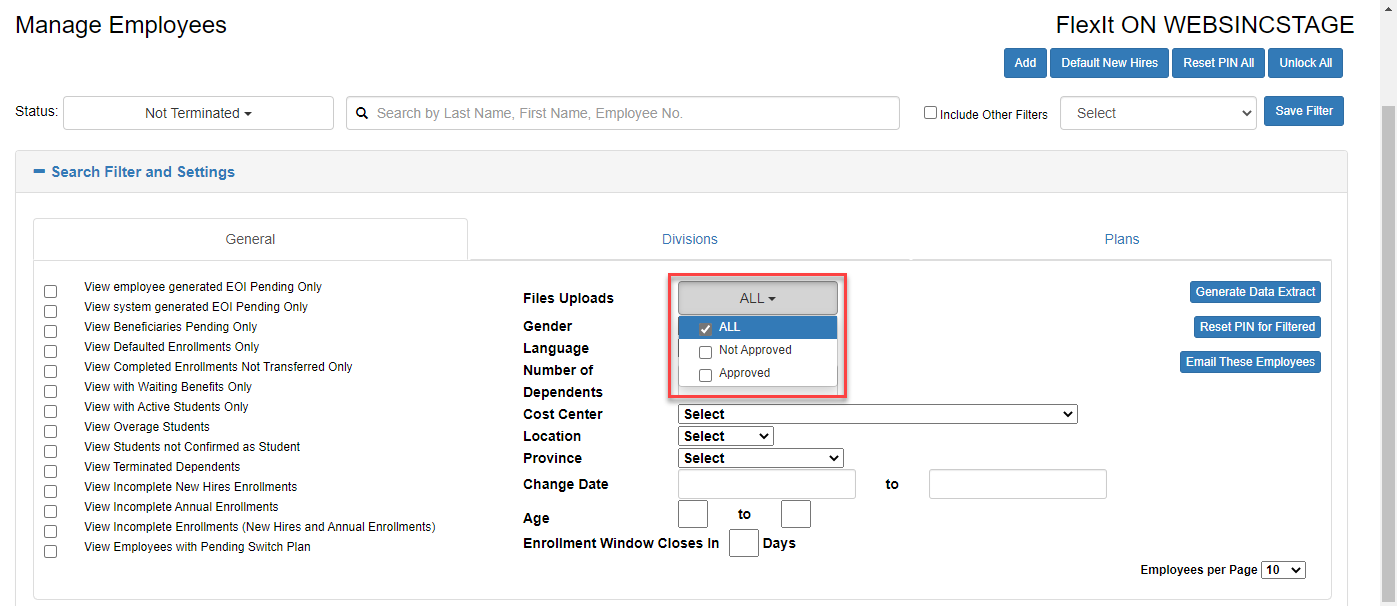 Manage Employees
FlexIt ON WEBSINCSTAGE
Add
Default New Hires
Reset PIN All
Unlock All
Status:
Not Terminated
Search by Last Name, First Name, Employee No.
Include Other Filters
Select
Save Filter
Search Filter and Settings
General
Divisions
Plans
View employee generated EOI Pending Only
View system generated EOI Pending Only
View Beneficiaries Pending Only
View Defaulted Enrollments Only
View Completed Enrollments Not Transferred Only
View with Waiting Benefits Only
View with Active Students Only
View Overage Students
View Students not Confirmed as Student
View Terminated Dependents
View Incomplete New Hires Enrollments
View Incomplete Annual Enrollments
View Incomplete Enrollments (New Hires and Annual Enrollments)
View Employees with Pending Switch Plan
Files Uploads
ALL
ALL
Not Approved
Approved
Gender
Language
Number of
Dependents
Cost Center
Select
Location
Select
Province
Select
Change Date
to
Age
to
Enrollment Window Closes In
Days
Generate Data Extract
Reset PIN for Filtered
Email These Employees
Employees per Page
10